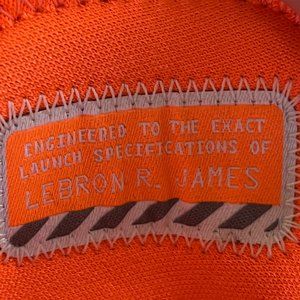 ENGINEERED TO THE EXACT
LAUNCH SPECIFICATIONS OF
LEBRON R. JAMES